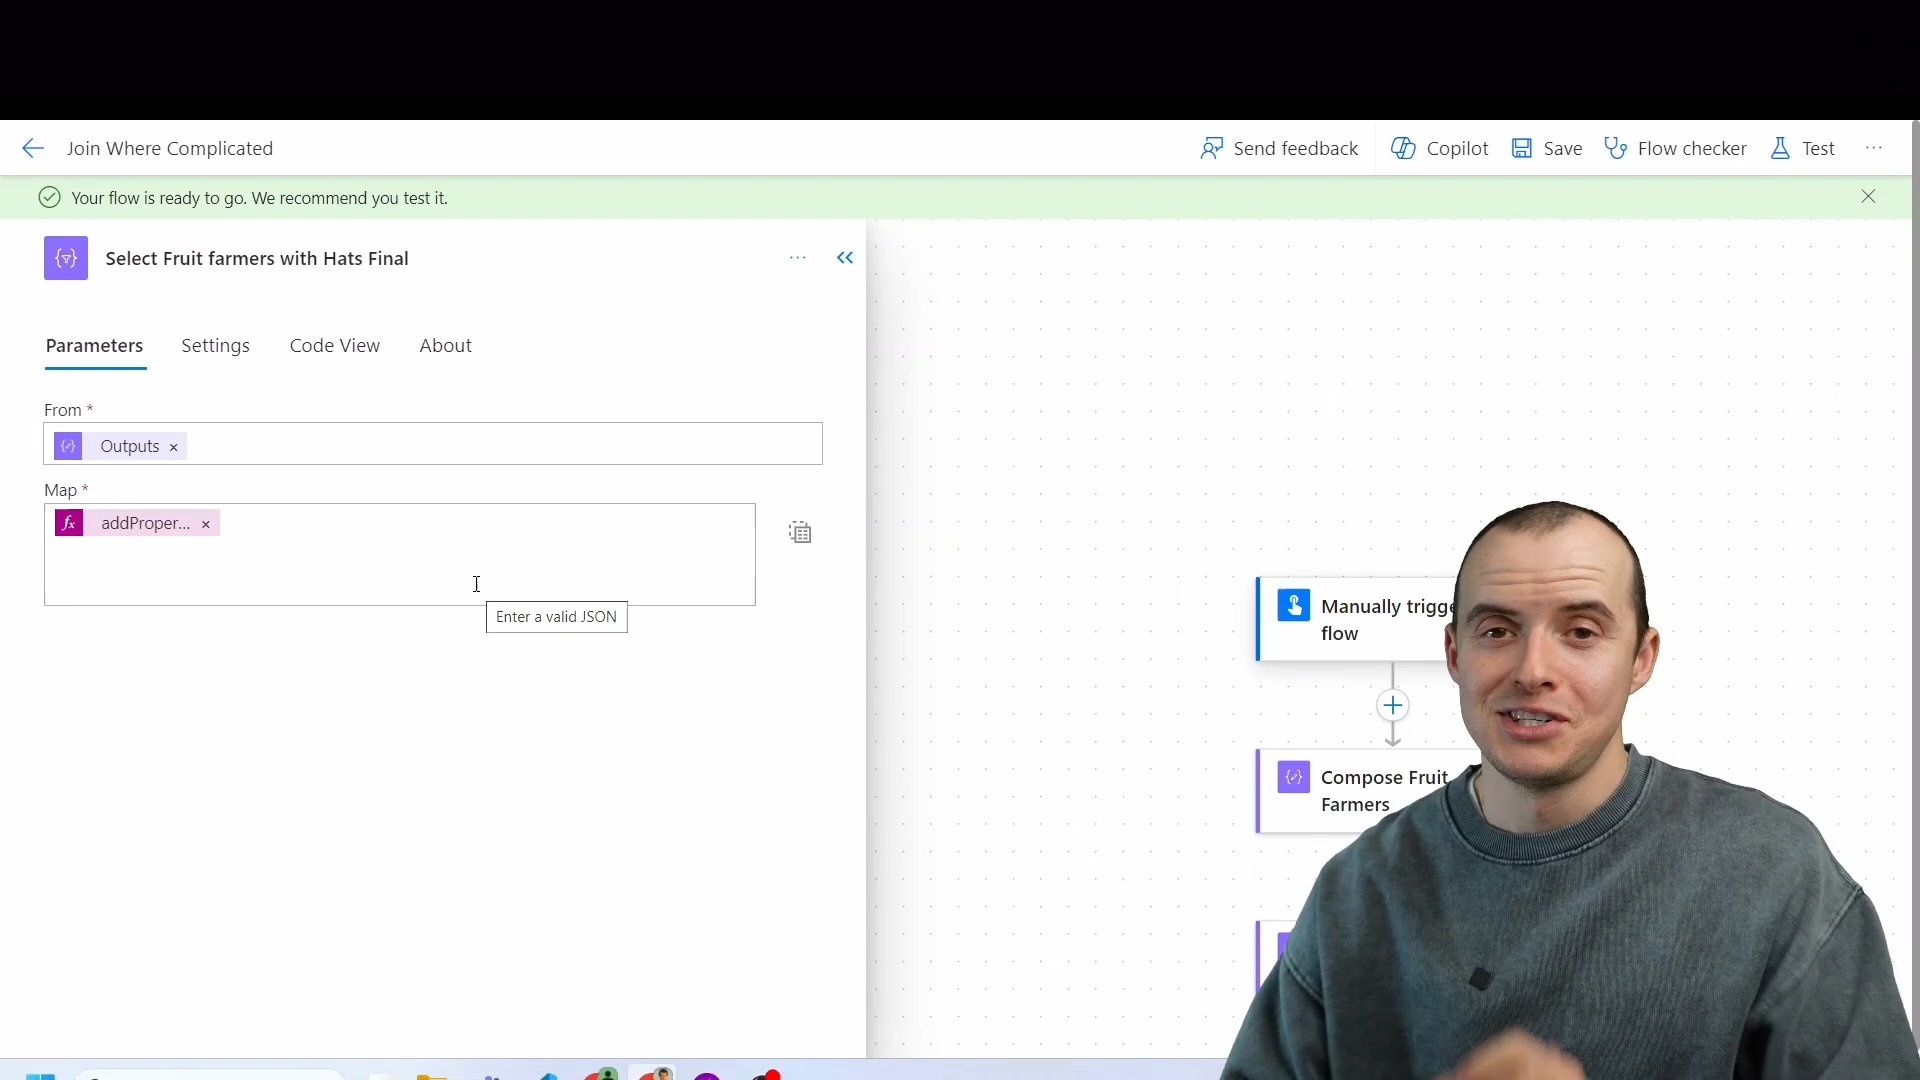 Join Where Complicated
Send feedback
Copilot
Save
Flow checker
Test
Your flow is ready to go. We recommend you test it.
Select Fruit farmers with Hats Final
Parameters
Settings
Code View
About
From *
Outputs
Map *
fx addProper...
Enter a valid JSON
Manually trigge
flow
Compose Fruit
Farmers